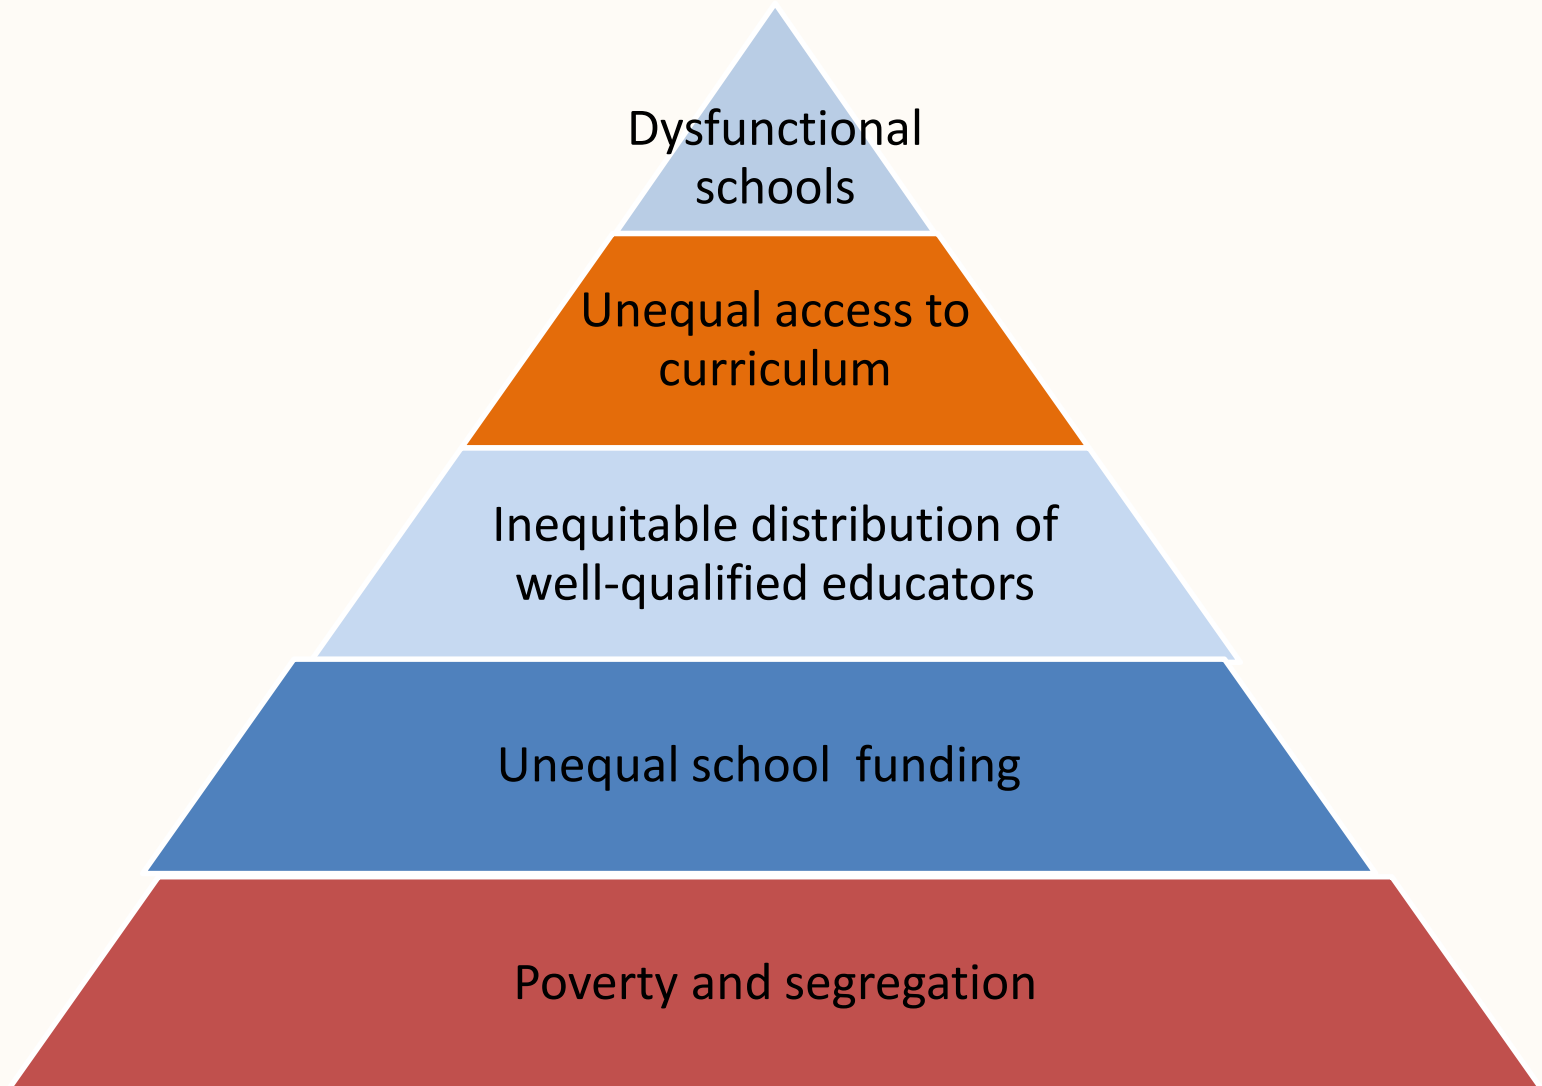 Dysfunctional
schools
Unequal access to
curriculum
Inequitable distribution of
well-qualified educators
Unequal school  funding
Poverty and segregation